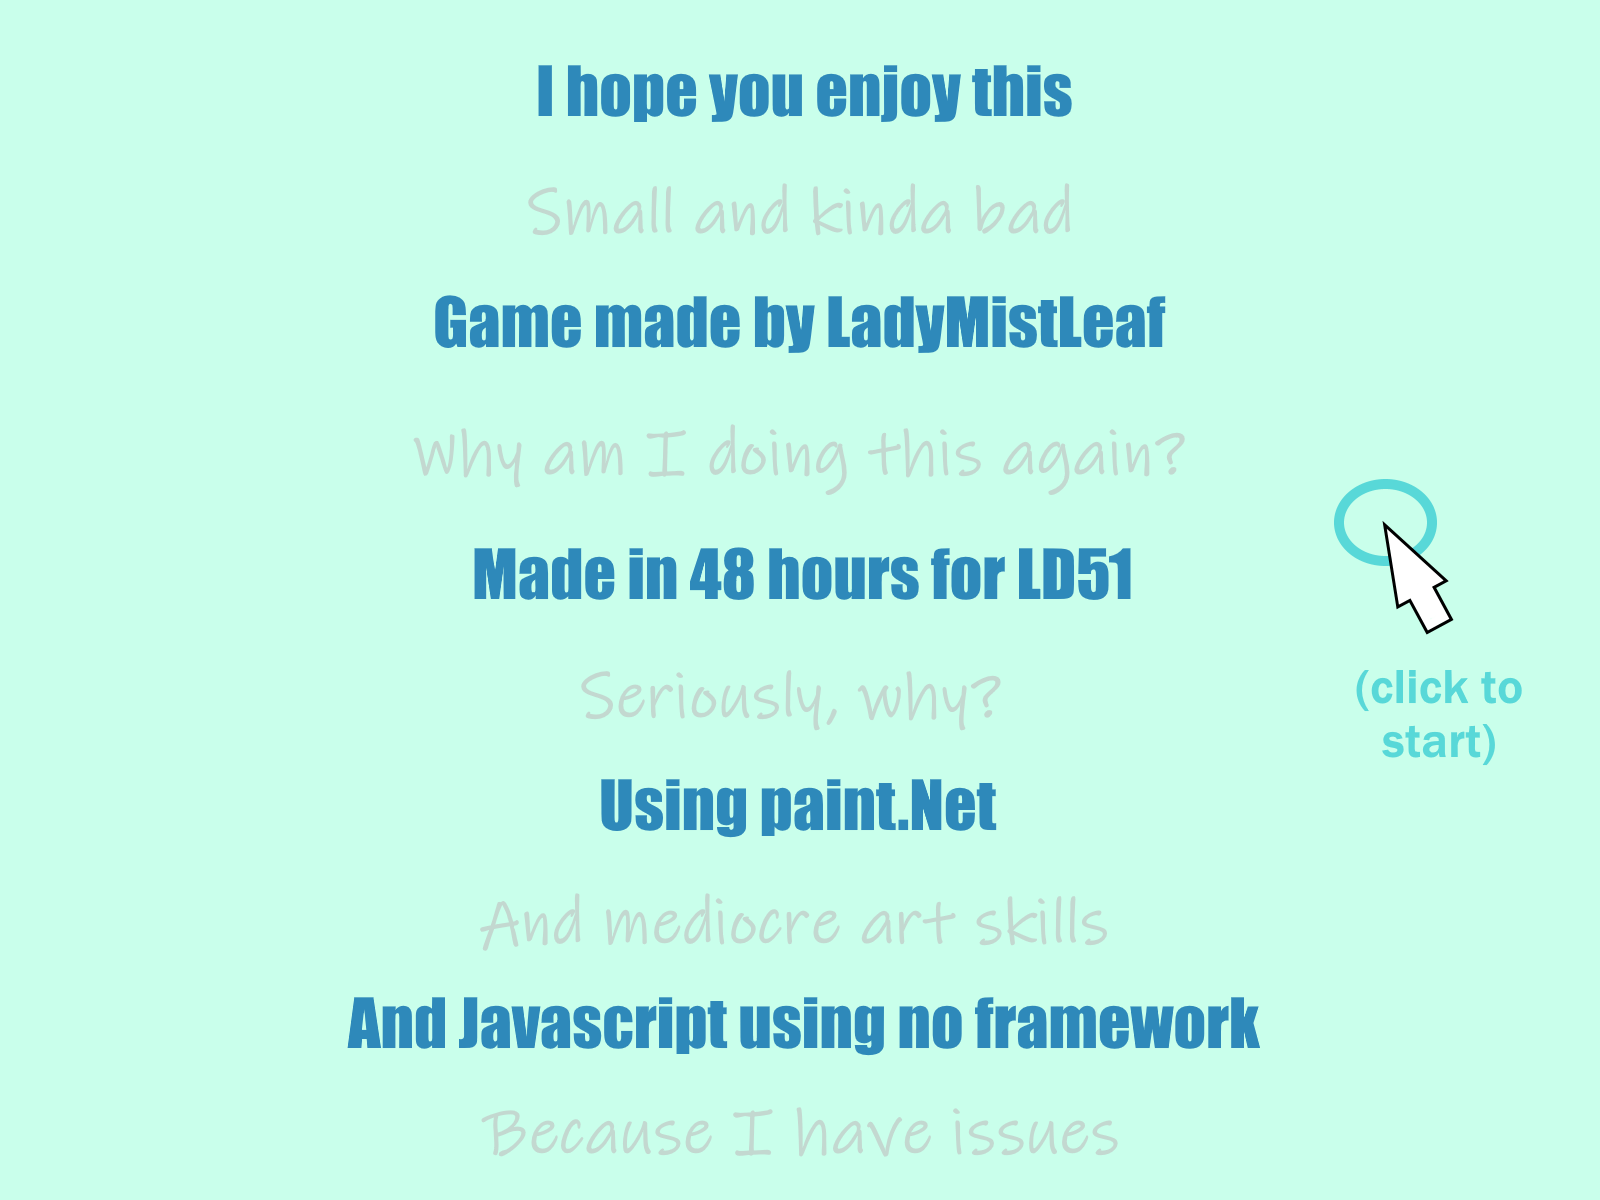 I hope you enjoy this
Small and kinda bad
Game made by LadyMistLeaf
Why am I doing this again?
Made in 48 hours for LD51
Seriously, why?
(click to
start)
Using paint.Net
And mediocre art skills
And Javascript using no framework
Because I have issues